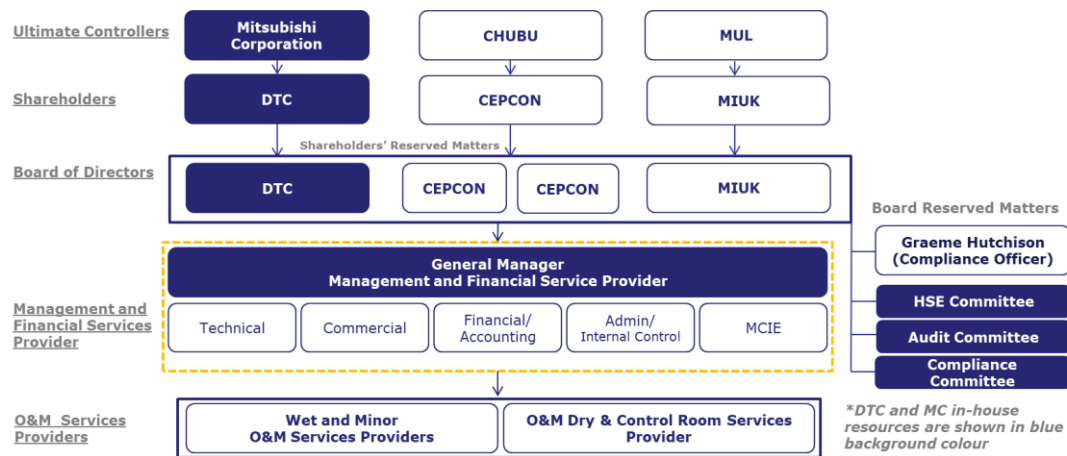 Ultimate Controllers
Mitsubishi
Corporation
CHUBU
MUL
Shareholders
DTC
CEPCON
MIUK
Shareholders' Reserved Matters
Board of Directors
DTC
CEPCON
CEPCON
MIUK
Board Reserved Matters
Graeme Hutchison
(Compliance Officer)
HSE Committee
Audit Committee
Compliance
Committee
General Manager
Management and Financial Service Provider
Management and
Financial Services
Provider
Technical
Commercial
Financial/
Accounting
Admin/
Internal Control
MCIE
O&M Services
Providers
Wet and Minor
O&M Services Providers
O&M Dry & Control Room Services
Provider
*DTC and MC in-house
resources are shown in blue
background colour